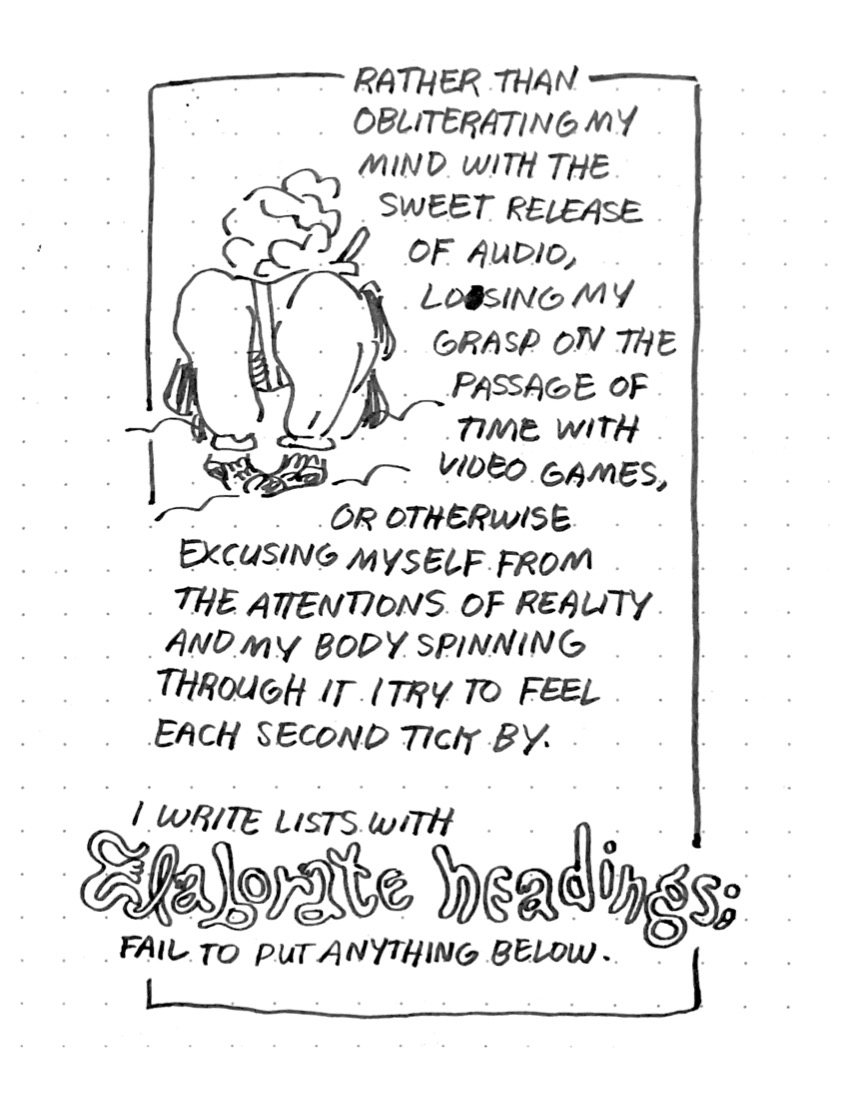 RATHER THAN
OBLITERATING MY
MIND WITH THE
SWEET RELEASE
OF AUDIO,
LOSING MY
GRASP ON THE
PASSAGE OF
TIME WITH
VIDEO GAMES,
OR OTHERWISE
EXCUSING MYSELF FROM
THE ATTENTIONS OF REALITY
AND MY BODY SPINNING
THROUGH IT I TRY TO FEEL
EACH SECOND TICK BY.
I WRITE LISTS WITH
Elaborate headings;
FAIL TO PUT ANYTHING BELOW.